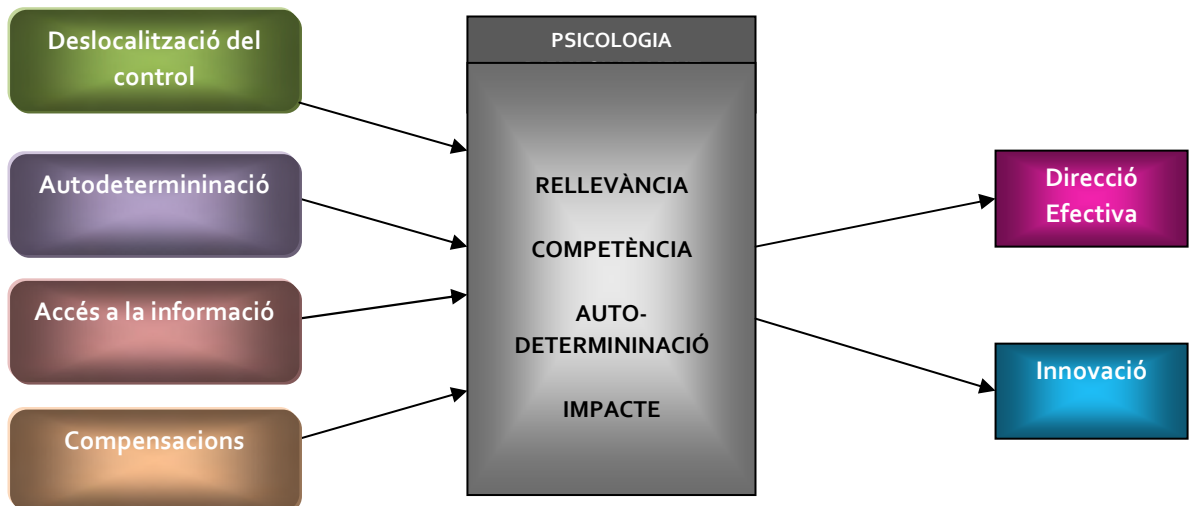 Deslocalització del
control
Autodetermininació
Accés a la informació
Compensacions
PSICOLOGIA
RELLEVÀNCIA
COMPETÈNCIA
AUTO-
DETERMININACIÓ
IMPACTE
Direcció
Efectiva
Innovació